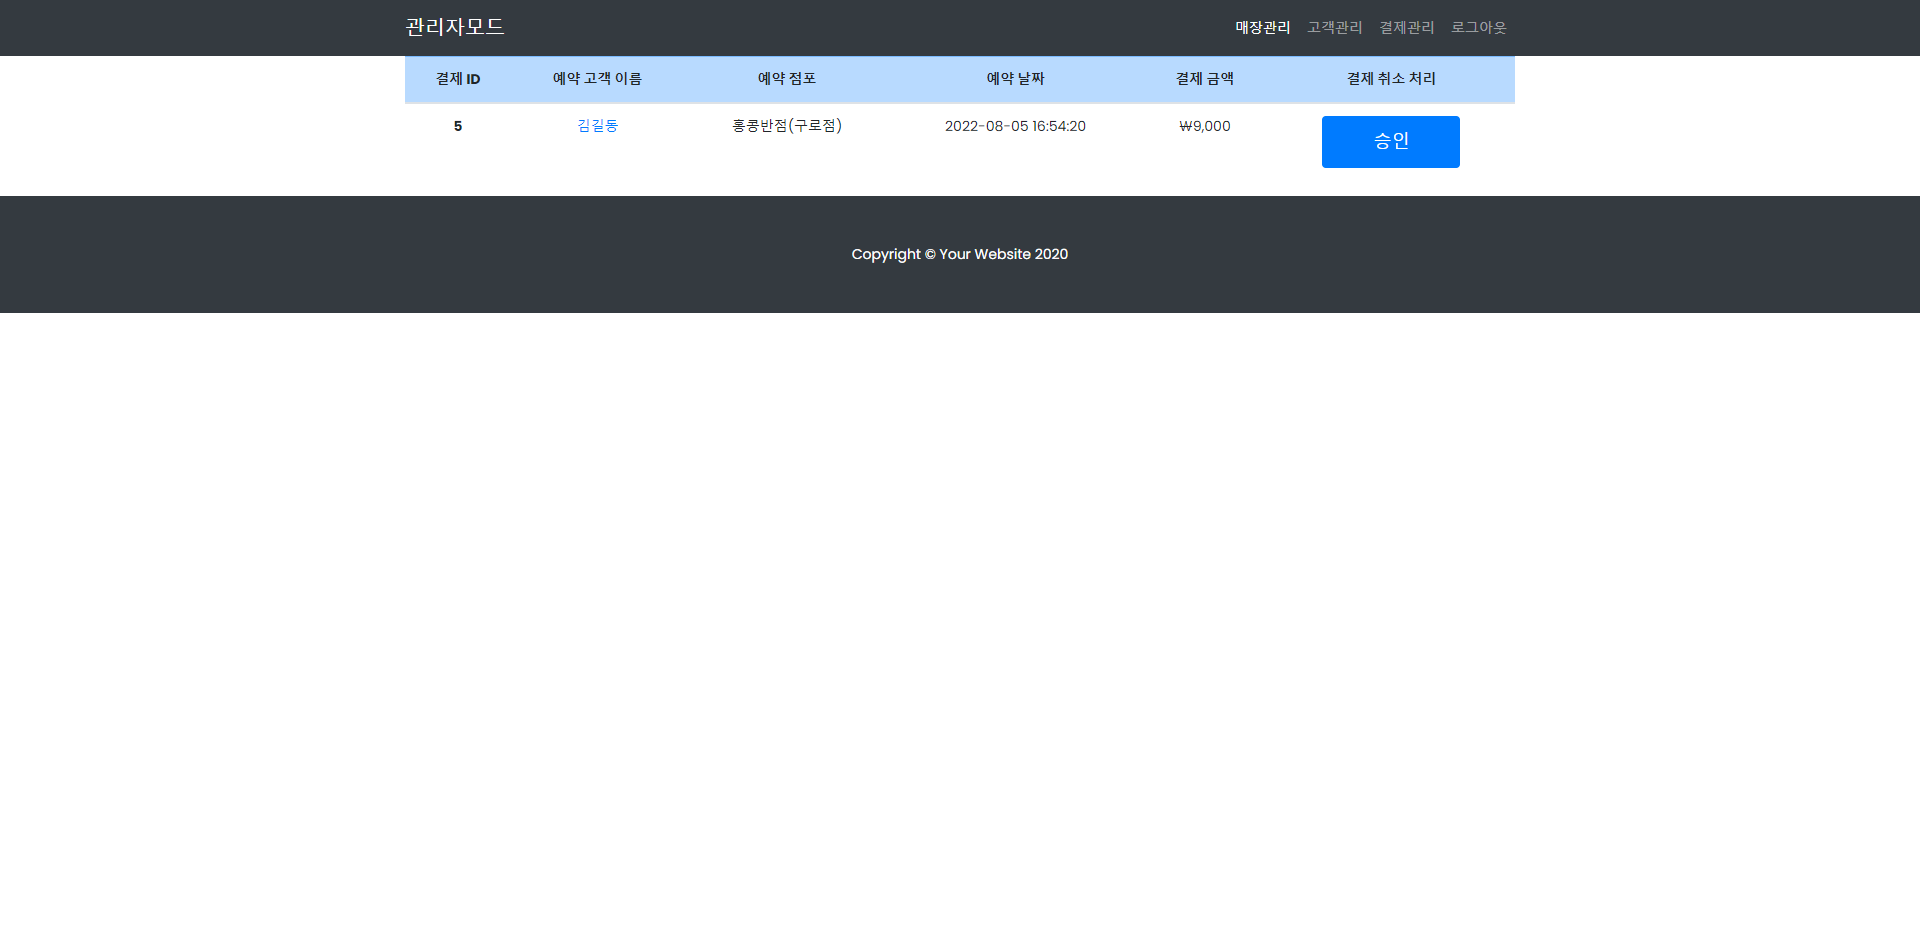 관리자모드 매장관리 고객관리 결제관리 로그아웃
결제 ID 예약 고객 이름 예약 점포 예약 날짜 결제 금액 결제 취소 처리
5 김길동 홍콩반점(구로점) 2022-08-05 16:54:20 ₩9,000 승인
Copyright © Your Website 2020